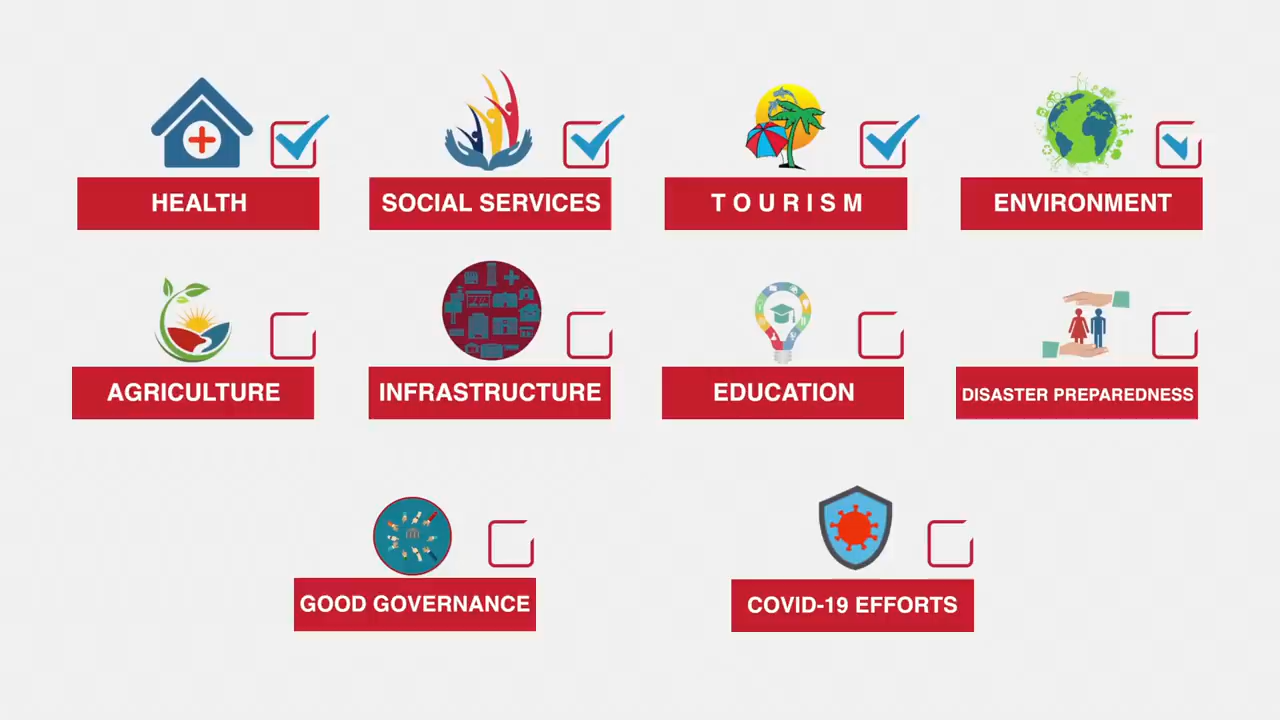 HEALTH
SOCIAL SERVICES
T O U R I S M
ENVIRONMENT
AGRICULTURE
INFRASTRUCTURE
EDUCATION
DISASTER PREPAREDNESS
GOOD GOVERNANCE
COVID-19 EFFORTS